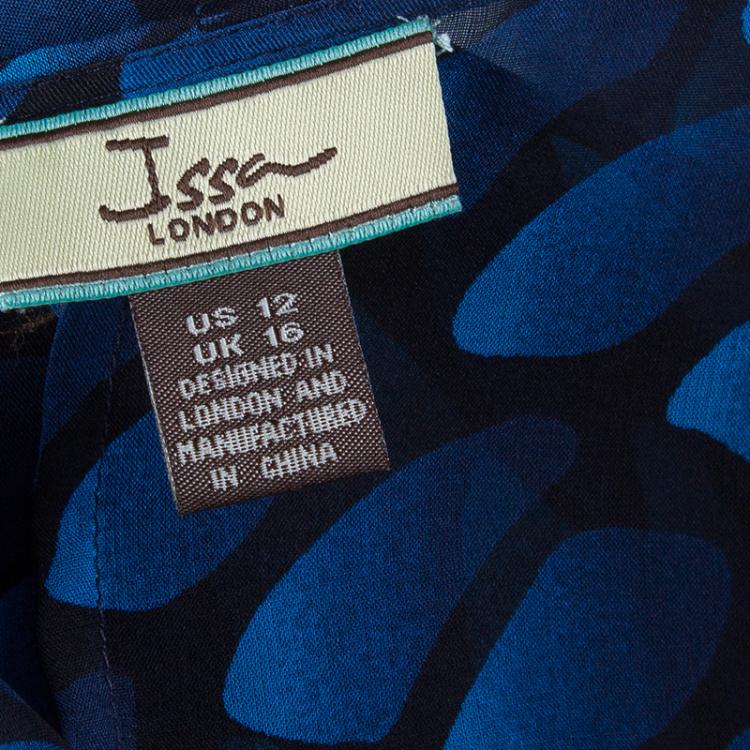 Issa
LONDON
US 12
UK 16
DESIGNED IN
LONDON AND
MANUFACTURED
IN CHINA